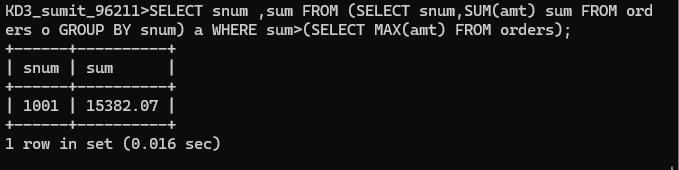 KD3_sumit_96211>SELECT snum ,sum FROM (SELECT snum,SUM(amt) sum FROM ord
ers o GROUP BY snum) a WHERE sum>(SELECT MAX(amt) FROM orders);
+------+----------+
| snum | sum      |
+------+----------+
| 1001 | 15382.07 |
+------+----------+
1 row in set (0.016 sec)